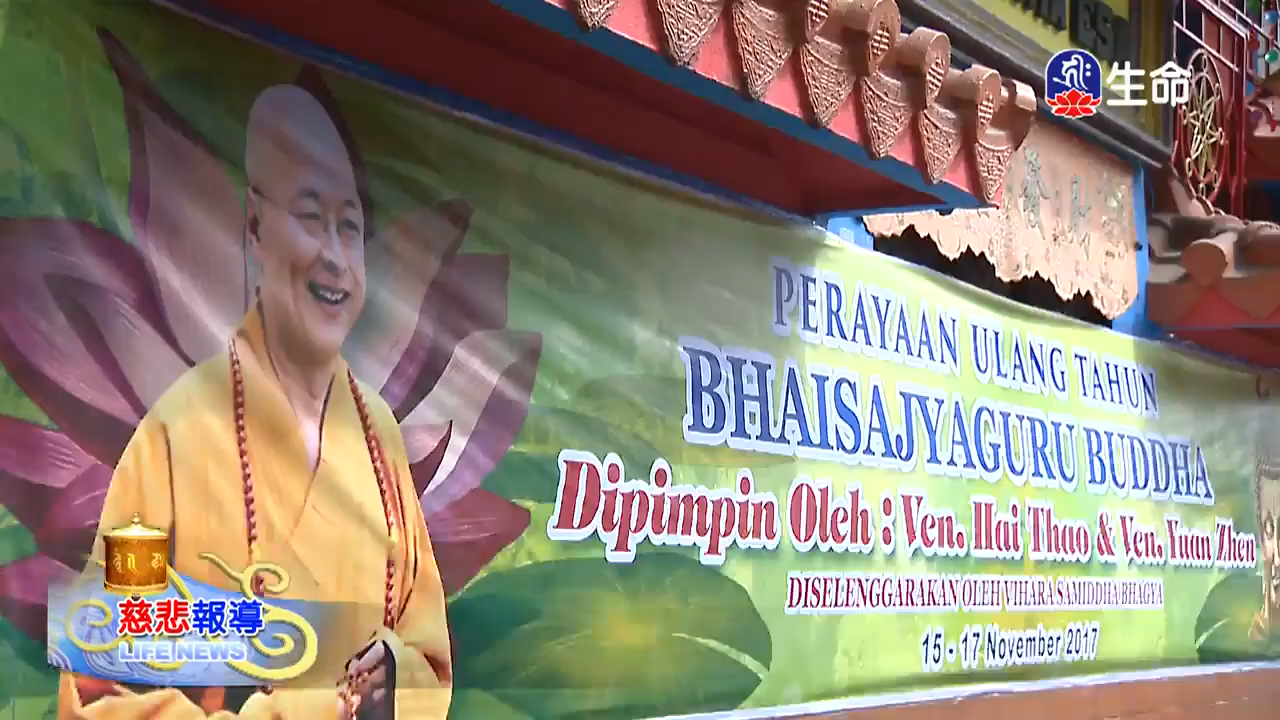 生命
PERAYAAN ULANG TAHUN
BHAISAJYAGURU BUDDHA
Dipimpin Oleh : Ven. Hai Thao & Ven. Yuan Zhen
DISELENGGARAKAN OLEH VIHARA SAMIDDHA BHAGYA
15 - 17 November 2017
慈悲報導
LIFE NEWS